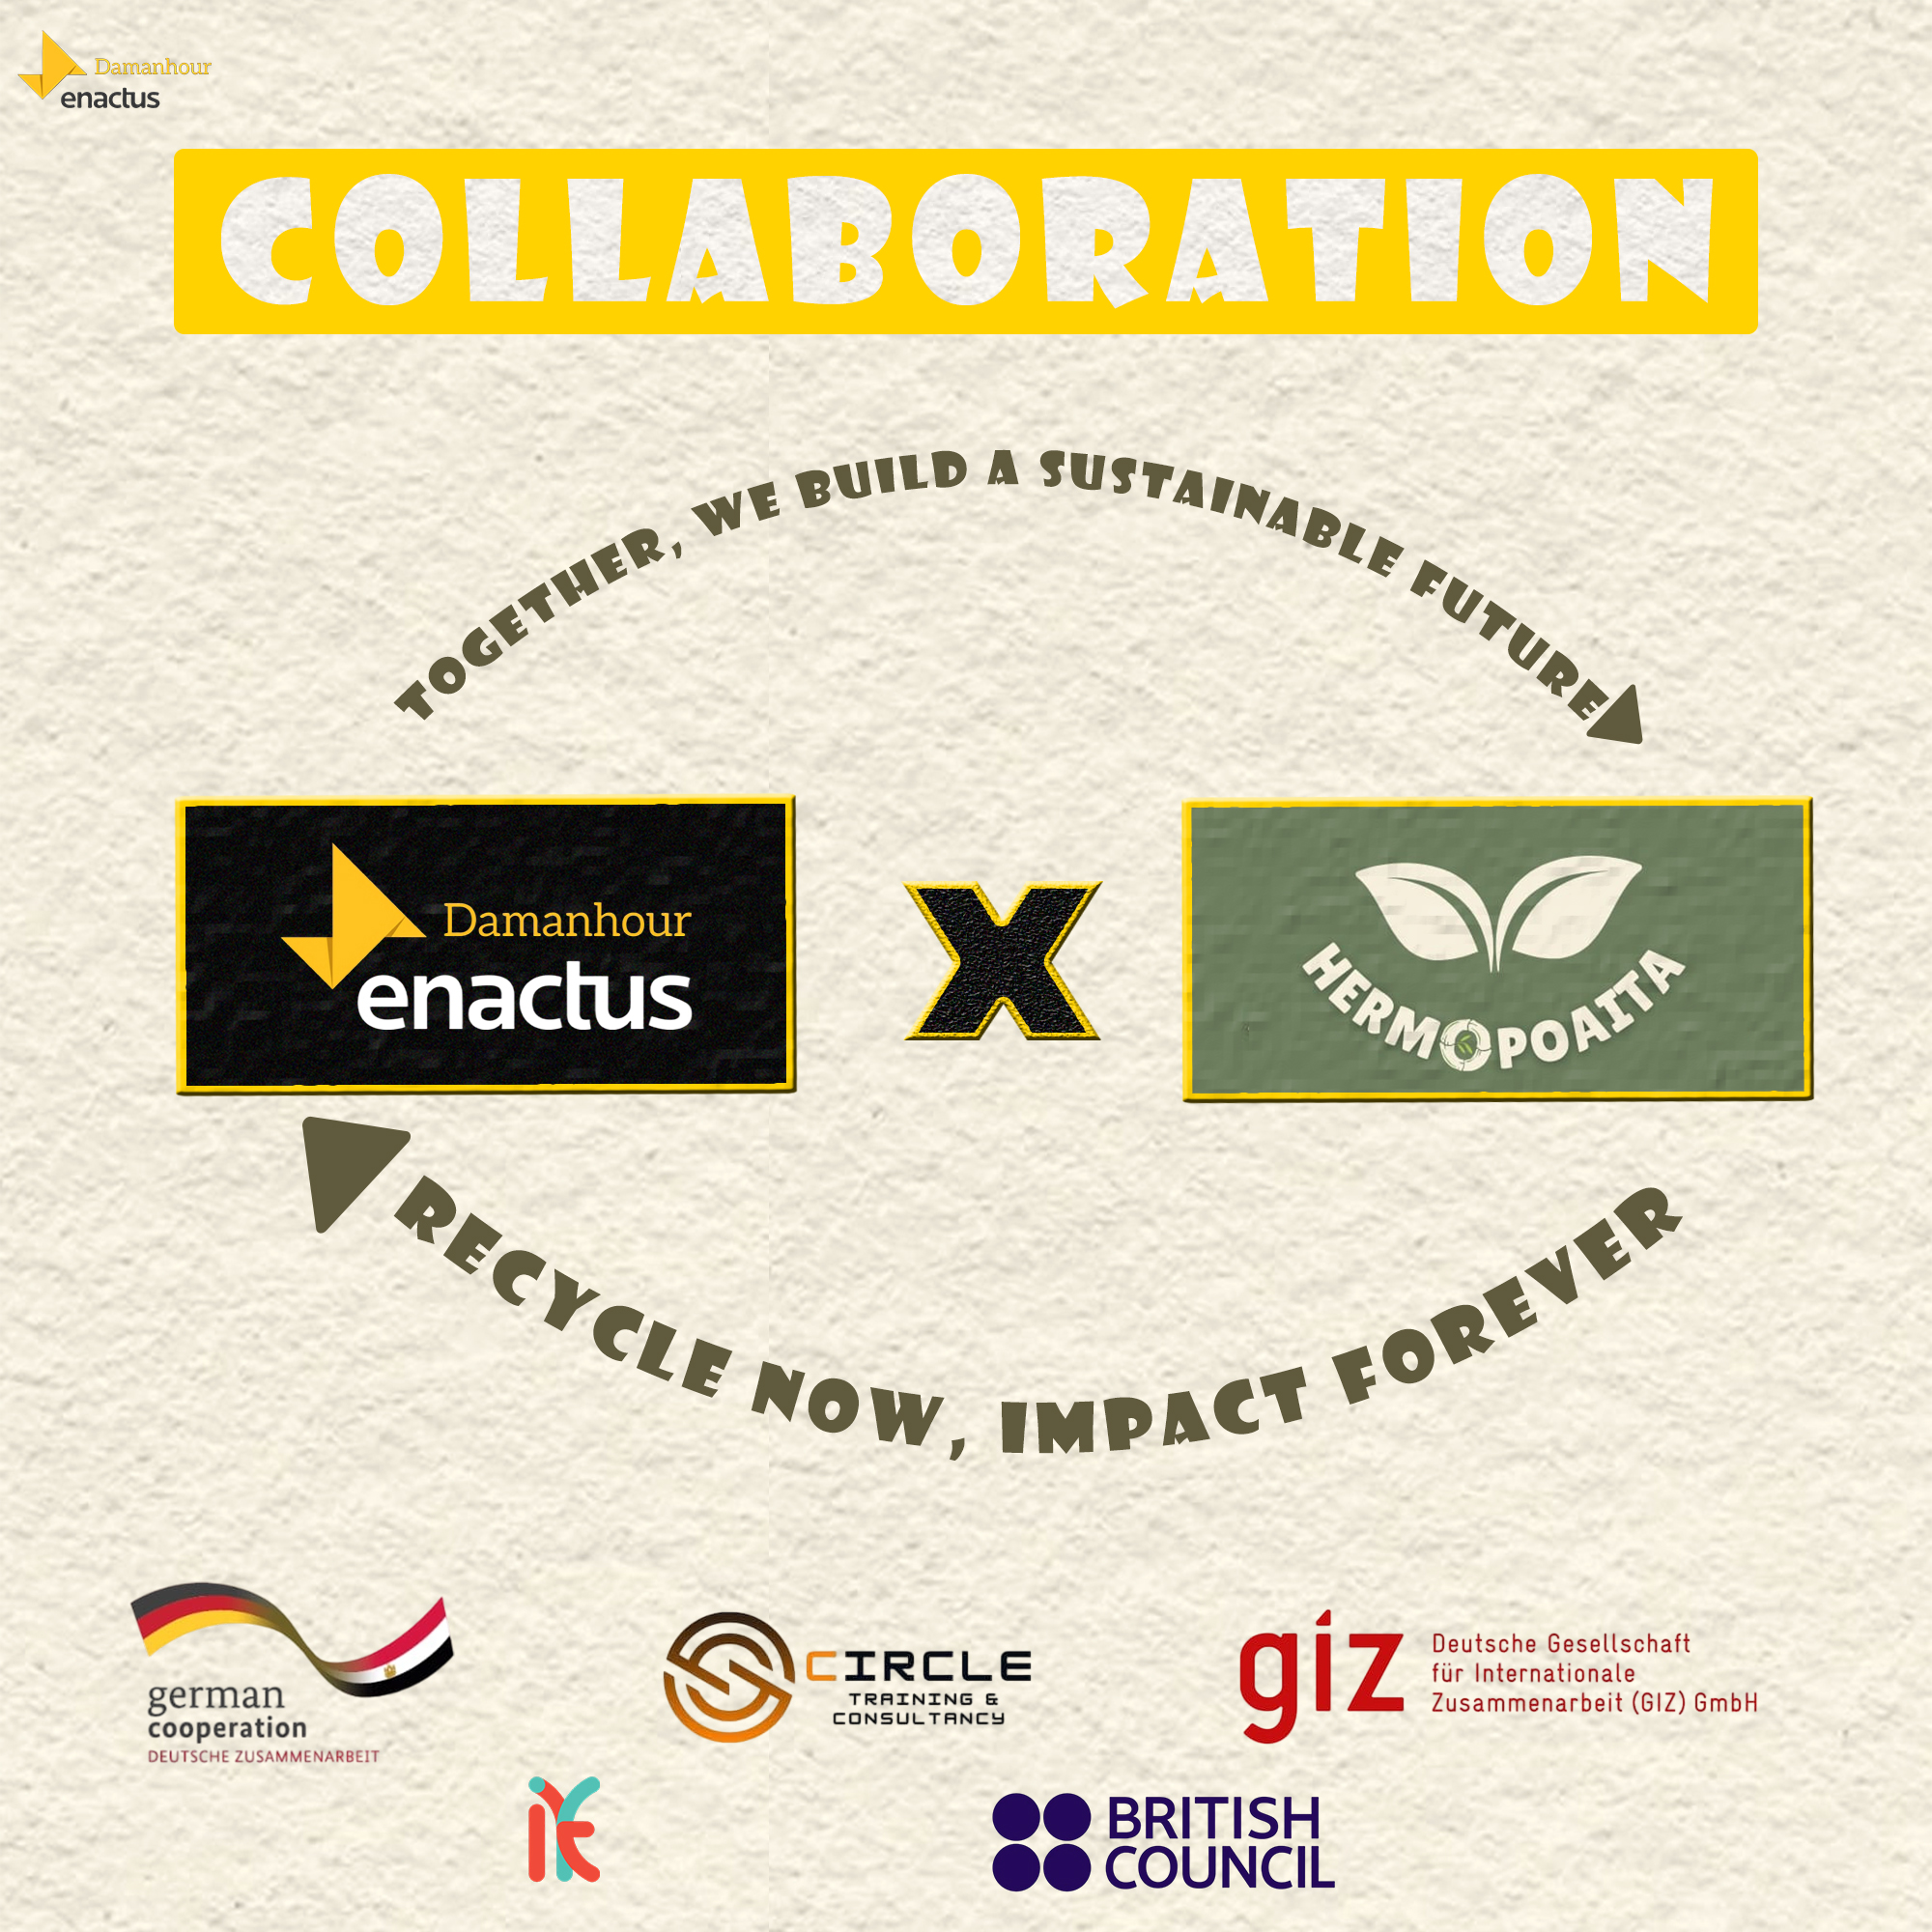 Damanhour
enactus
COLLABORATION
TOGETHER, WE BUILD A SUSTAINABLE FUTURE
Damanhour
enactus
X
HERMOPOAITA
RECYCLE NOW, IMPACT FOREVER
german
cooperation
DEUTSCHE ZUSAMMENARBEIT
CIRCLE
TRAINING &
CONSULTANCY
giz
Deutsche Gesellschaft
für Internationale
Zusammenarbeit (GIZ) GmbH
BRITISH
COUNCIL